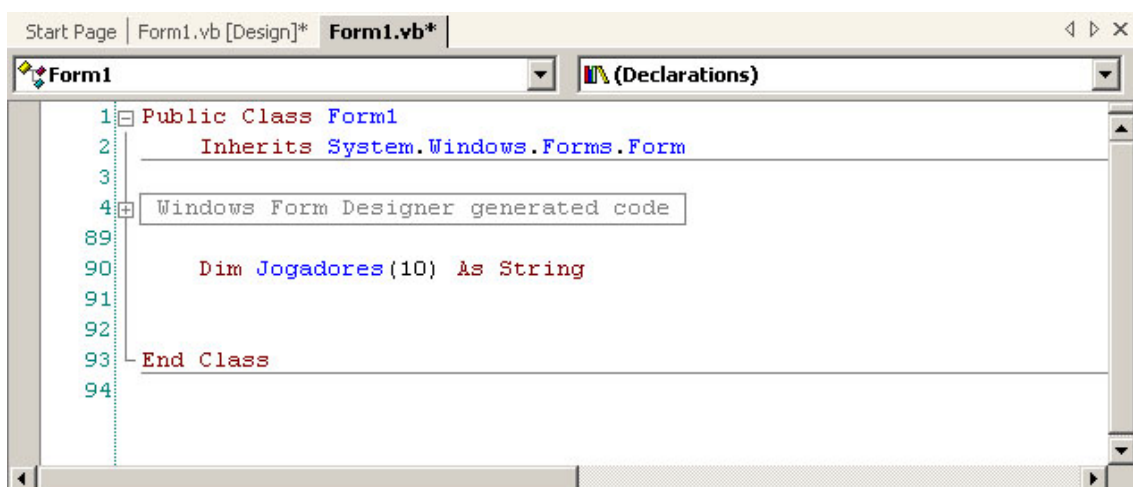 Start Page | Form1.vb [Design]* Form1.vb*
Form1 (Declarations)
1 Public Class Form1
2 Inherits System.Windows.Forms.Form
3
4 Windows Form Designer generated code
89
90 Dim Jogadores(10) As String
91
92
93 End Class
94